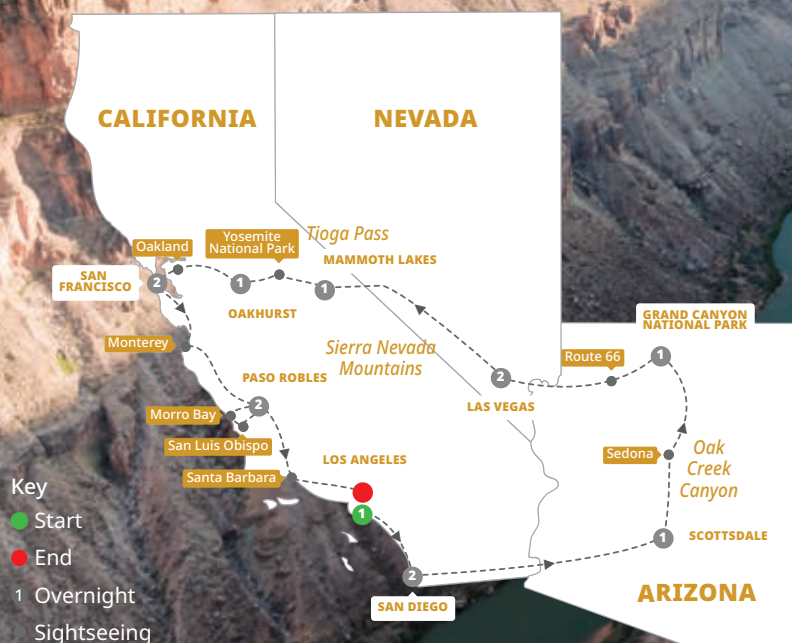 CALIFORNIA
NEVADA
Tioga Pass
Oakland
Yosemite
National Park
MAMMOTH LAKES
SAN
FRANCISCO
2
1
1
OAKHURST
GRAND CANYON
NATIONAL PARK
Monterey
Sierra Nevada
Mountains
Route 66
1
PASO ROBLES
2
LAS VEGAS
2
Morro Bay
San Luis Obispo
Santa Barbara
LOS ANGELES
1
Sedona
Oak
Creek
Canyon
1
SCOTTSDALE
2
SAN DIEGO
ARIZONA
Key
Start
End
1 Overnight
Sightseeing